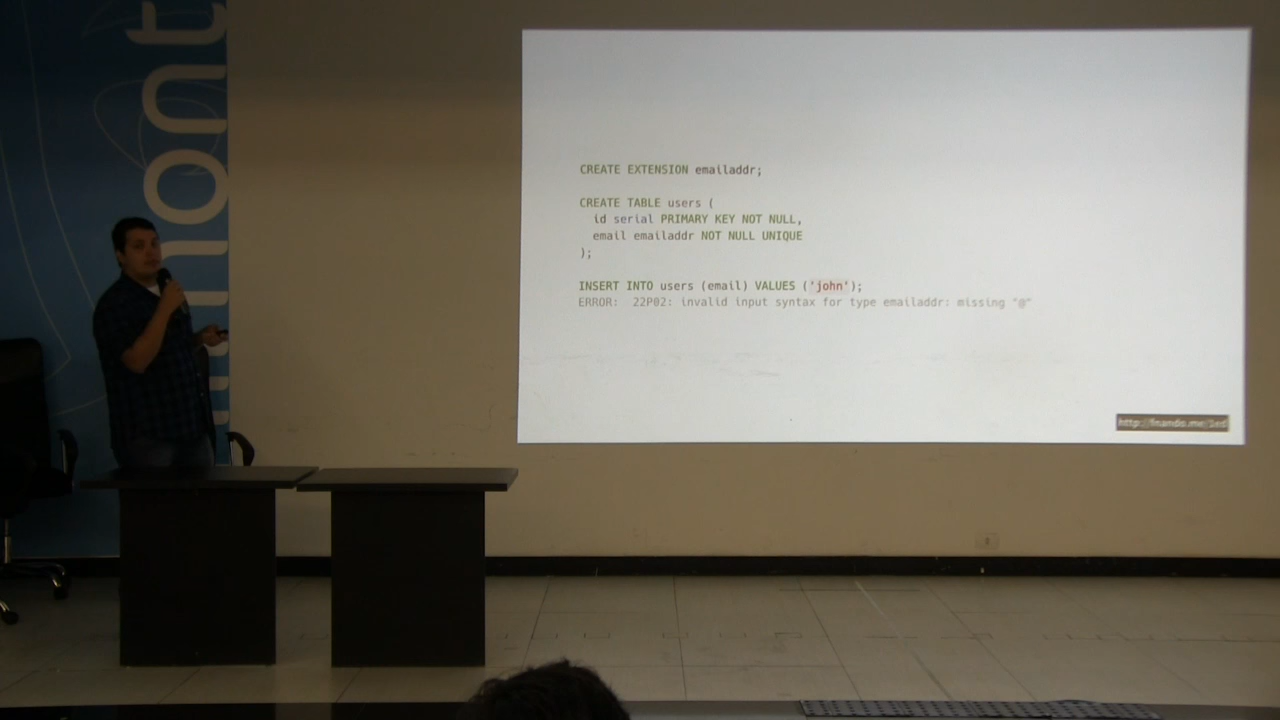 CREATE EXTENSION emailaddr;
CREATE TABLE users (
id serial PRIMARY KEY NOT NULL,
email emailaddr NOT NULL UNIQUE
);
INSERT INTO users (email) VALUES ('john');
ERROR:  22P02: invalid input syntax for type emailaddr: missing "@"